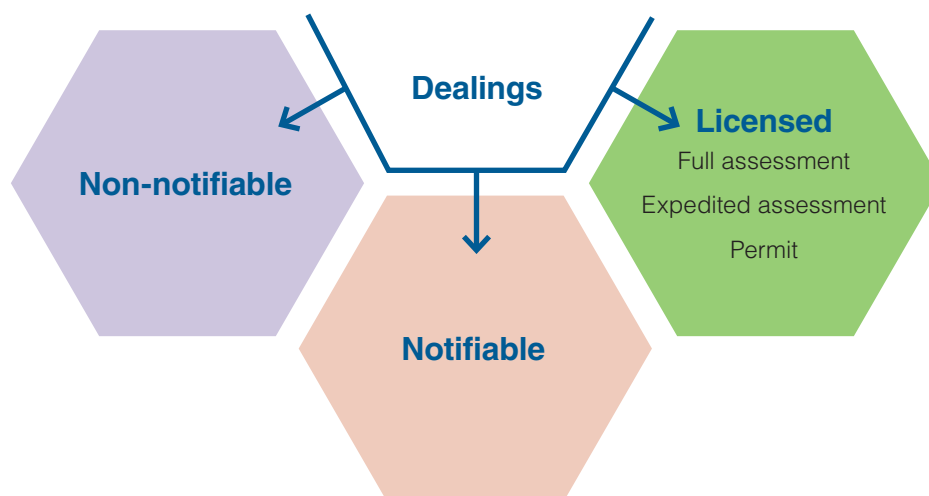 Dealings
Non-notifiable
Licensed
Full assessment
Expedited assessment
Permit
Notifiable